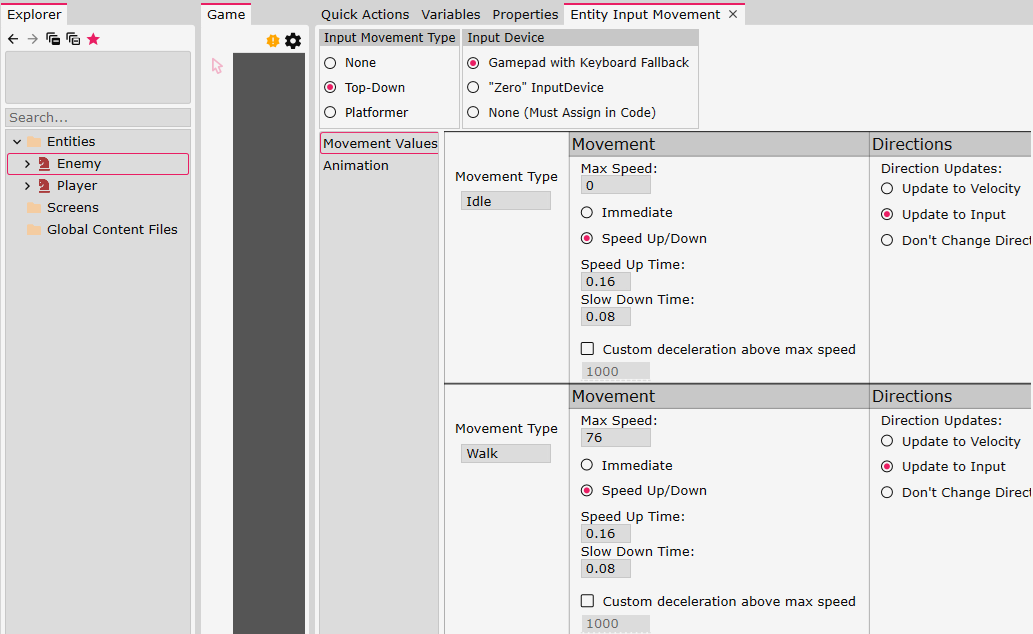 Explorer
Game
Quick Actions Variables Properties Entity Input Movement
Search...
Entities
Enemy
Player
Screens
Global Content Files
Input Movement Type
None
Top-Down
Platformer
Input Device
Gamepad with Keyboard Fallback
"Zero" InputDevice
None (Must Assign in Code)
Movement Values
Animation
Movement Type
Idle
Movement
Max Speed:
0
Immediate
Speed Up/Down
Speed Up Time:
0.16
Slow Down Time:
0.08
Custom deceleration above max speed
1000
Directions
Direction Updates:
Update to Velocity
Update to Input
Don't Change Direct
Movement Type
Walk
Movement
Max Speed:
76
Immediate
Speed Up/Down
Speed Up Time:
0.16
Slow Down Time:
0.08
Custom deceleration above max speed
1000
Directions
Direction Updates:
Update to Velocity
Update to Input
Don't Change Direct